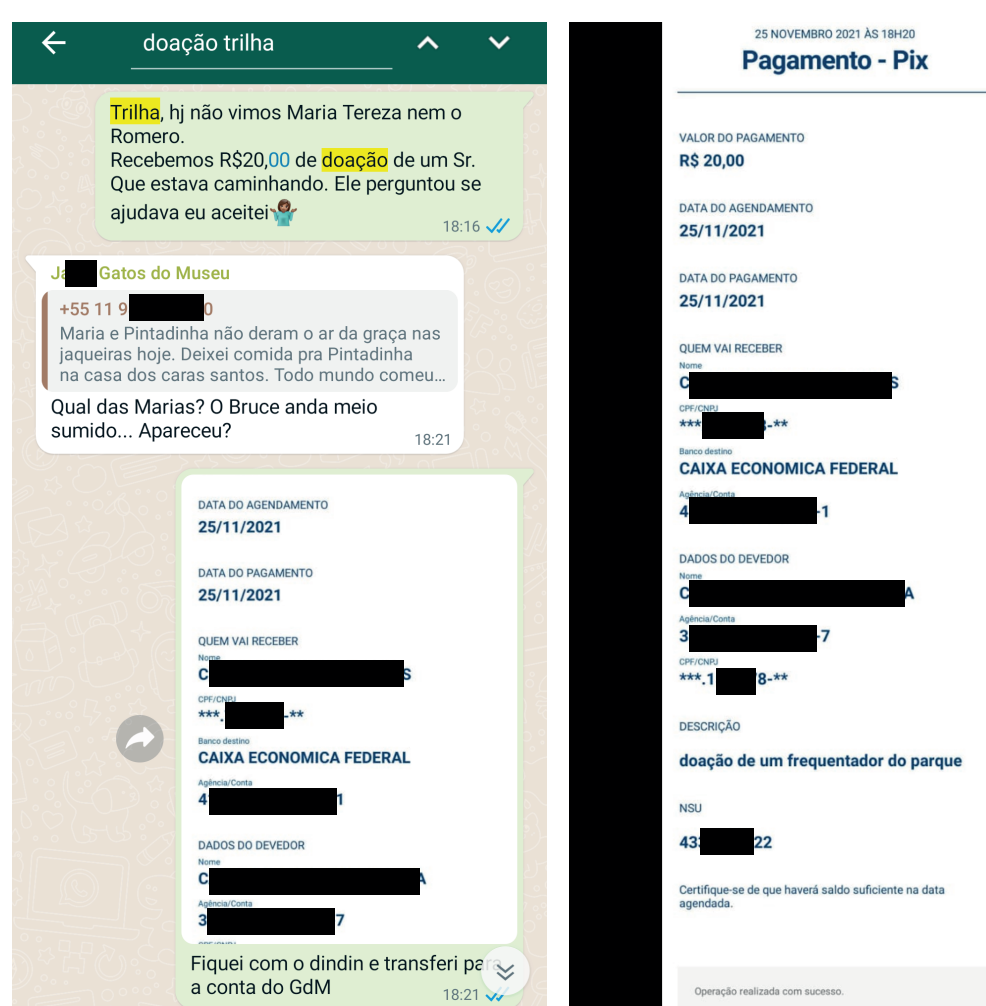 doação trilha
Trilha, hj não vimos Maria Tereza nem o
Romero.
Recebemos R$20,00 de doação de um Sr.
Que estava caminhando. Ele perguntou se
ajudava eu aceitei🤷🏽‍♀️
18:16
Ja Gatos do Museu
+55 11 9 0
Maria e Pintadinha não deram o ar da graça nas
jaqueiras hoje. Deixei comida pra Pintadinha
na casa dos caras santos. Todo mundo comeu...
Qual das Marias? O Bruce anda meio
sumido... Apareceu?
18:21
DATA DO AGENDAMENTO
25/11/2021
DATA DO PAGAMENTO
25/11/2021
QUEM VAI RECEBER
Nome
C S
CPF/CNPJ
***. -**
Banco destino
CAIXA ECONOMICA FEDERAL
Agência/Conta
4 1
DADOS DO DEVEDOR
Nome
C A
Agência/Conta
3 7
Fiquei com o dindin e transferi para
a conta do GdM
18:21
25 NOVEMBRO 2021 ÀS 18H20
Pagamento - Pix
VALOR DO PAGAMENTO
R$ 20,00
DATA DO AGENDAMENTO
25/11/2021
DATA DO PAGAMENTO
25/11/2021
QUEM VAI RECEBER
Nome
C S
CPF/CNPJ
*** -**
Banco destino
CAIXA ECONOMICA FEDERAL
Agência/Conta
4 -1
DADOS DO DEVEDOR
Nome
C A
Agência/Conta
3 -7
CPF/CNPJ
***.1 8-**
DESCRIÇÃO
doação de um frequentador do parque
NSU
43 22
Certifique-se de que haverá saldo suficiente na data
agendada.
Operação realizada com sucesso.